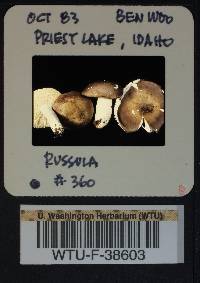 OCT 83 BEN WOO
PRIEST LAKE, IDAHO
RUSSULA
#360
U. Washington Herbarium (WTU)
WTU-F-38603